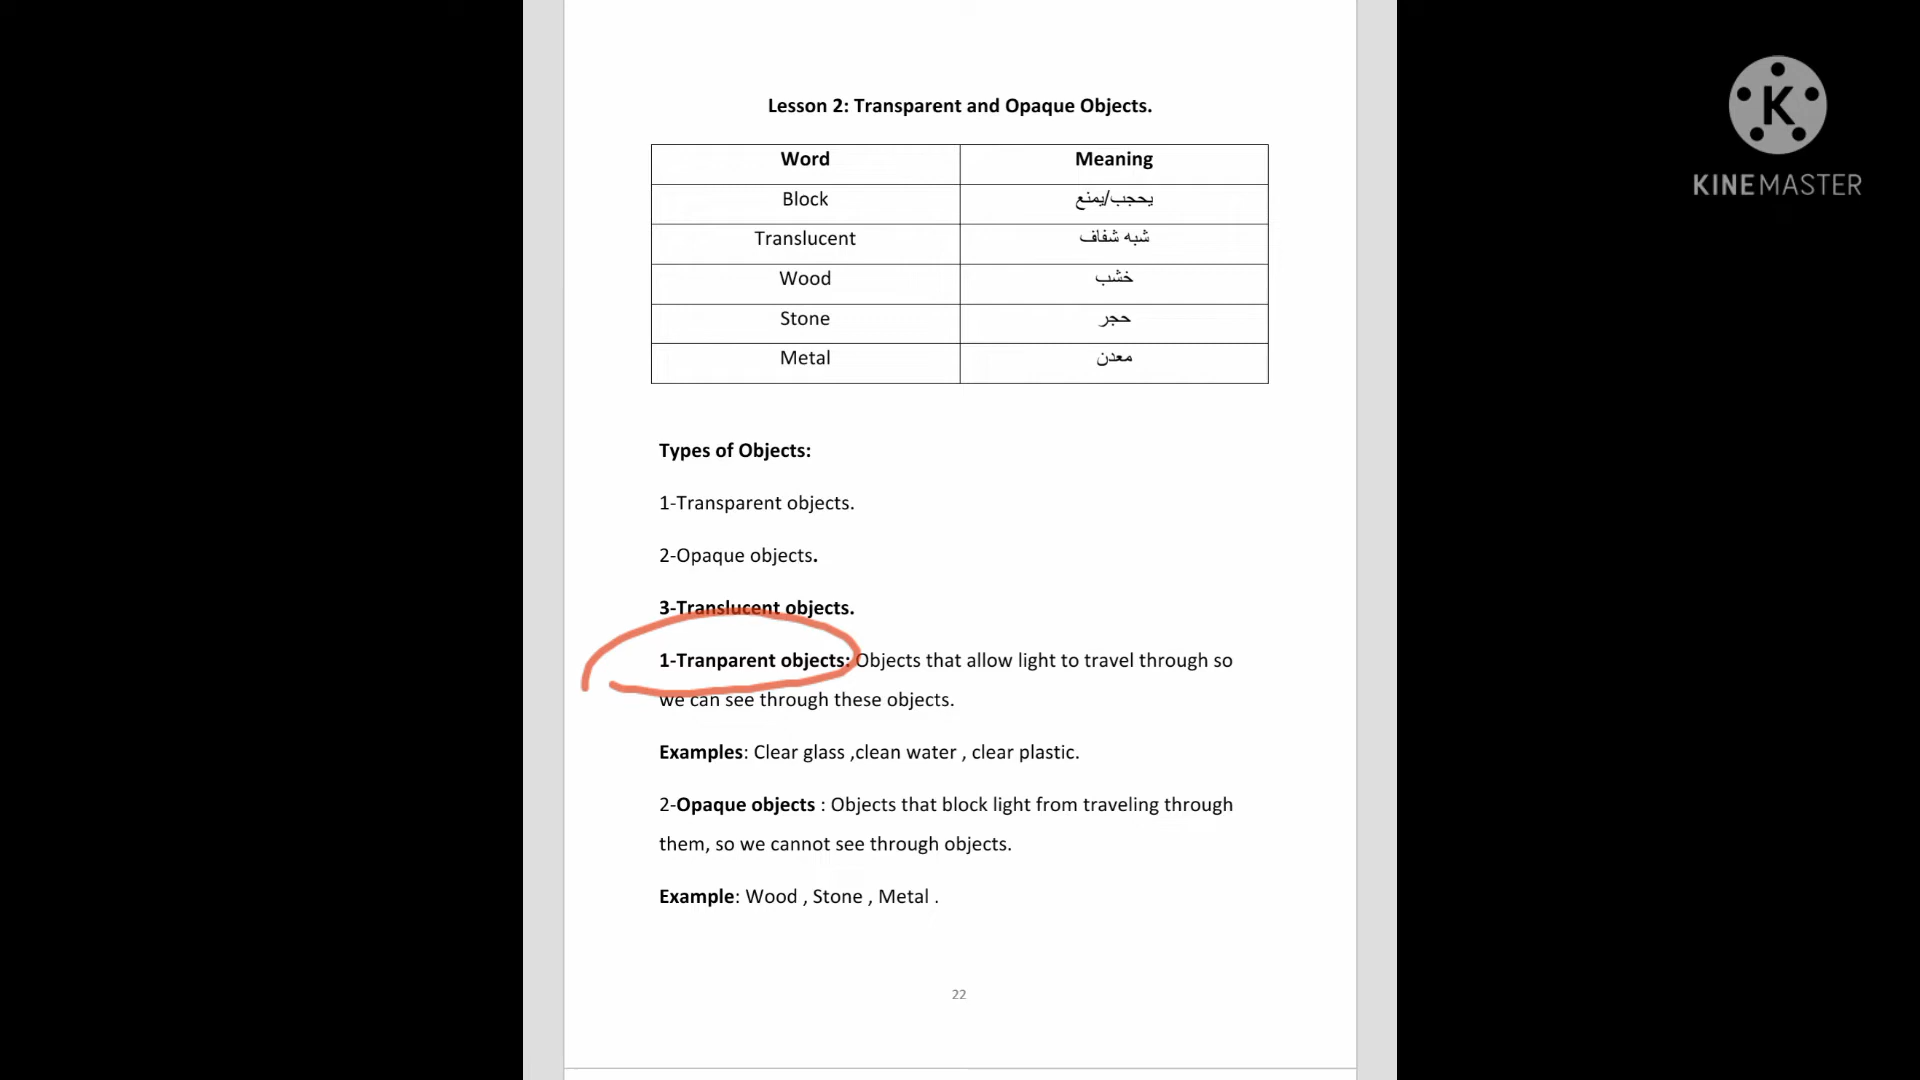 Lesson 2: Transparent and Opaque Objects.
Word Meaning
Block يحجب/يمنع
Translucent شبه شفاف
Wood خشب
Stone حجر
Metal معدن
Types of Objects:
1-Transparent objects.
2-Opaque objects.
3-Translucent objects.
1-Tranparent objects: Objects that allow light to travel through so
we can see through these objects.
Examples: Clear glass ,clean water , clear plastic.
2-Opaque objects : Objects that block light from traveling through
them, so we cannot see through objects.
Example: Wood , Stone , Metal .
22
K
KINEMASTER